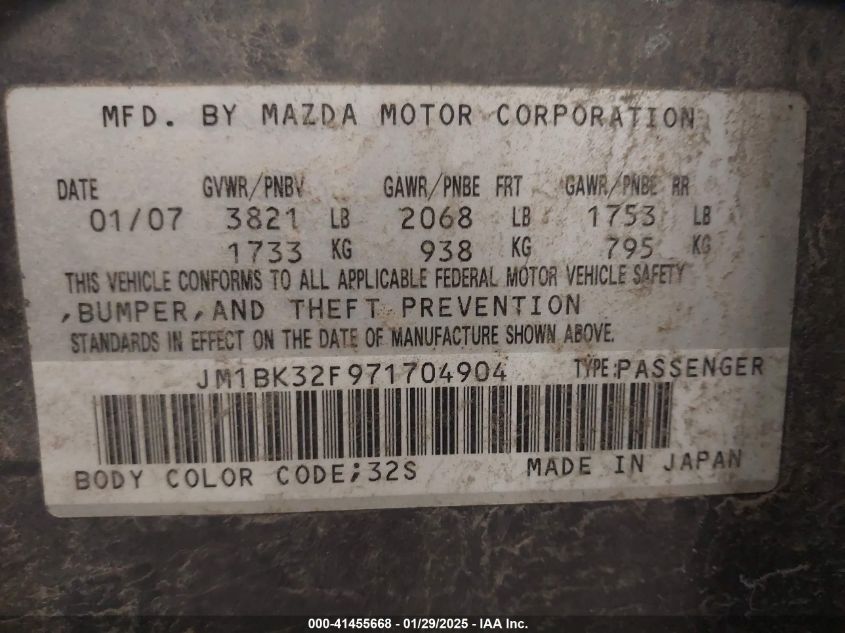 MFD. BY MAZDA MOTOR CORPORATION
DATE GVWR/PNBV GAWR/PNBE FRT GAWR/PNBE RR
01/07 3821 LB 2068 LB 1753 LB
1733 KG 938 KG 795 KG
THIS VEHICLE CONFORMS TO ALL APPLICABLE FEDERAL MOTOR VEHICLE SAFETY
,BUMPER,AND THEFT PREVENTION
STANDARDS IN EFFECT ON THE DATE OF MANUFACTURE SHOWN ABOVE.
JM1BK32F971704904 TYPE:PASSENGER
BODY COLOR CODE;32S MADE IN JAPAN
000-41455668 - 01/29/2025 - IAA Inc.